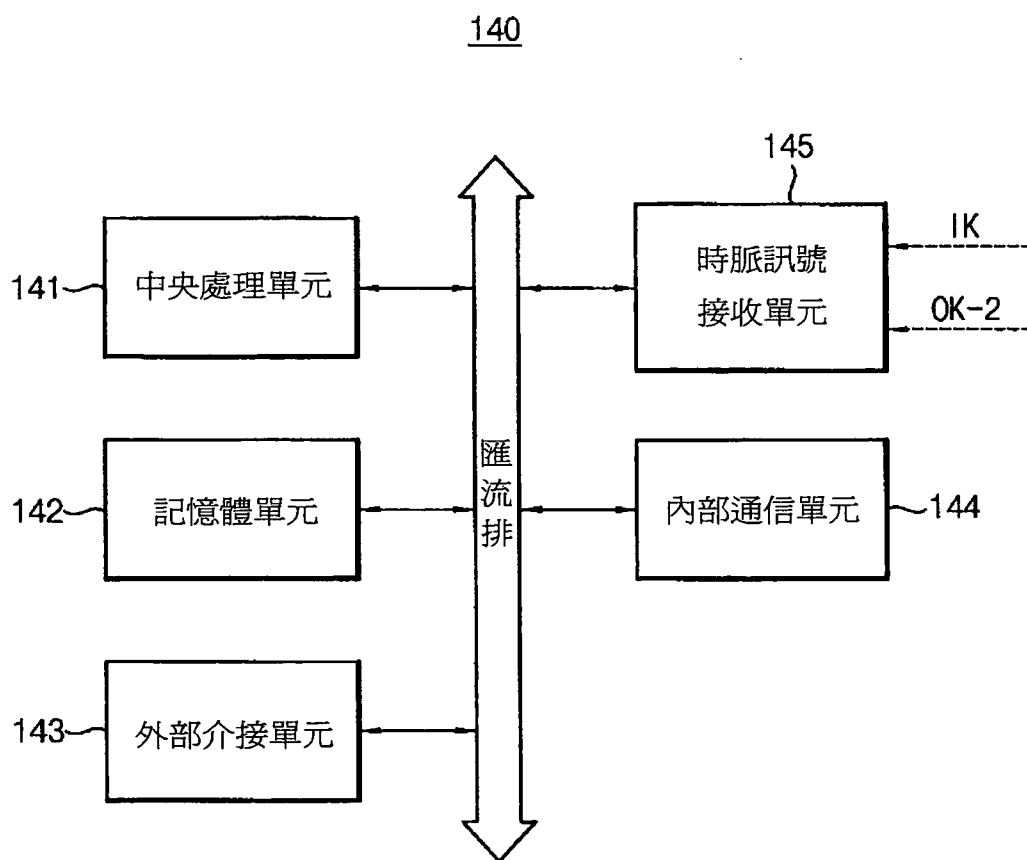 140
145
141
中央處理單元
時脈訊號
接收單元
IK
OK-2
匯流排
142
記憶體單元
內部通信單元
144
143
外部介接單元